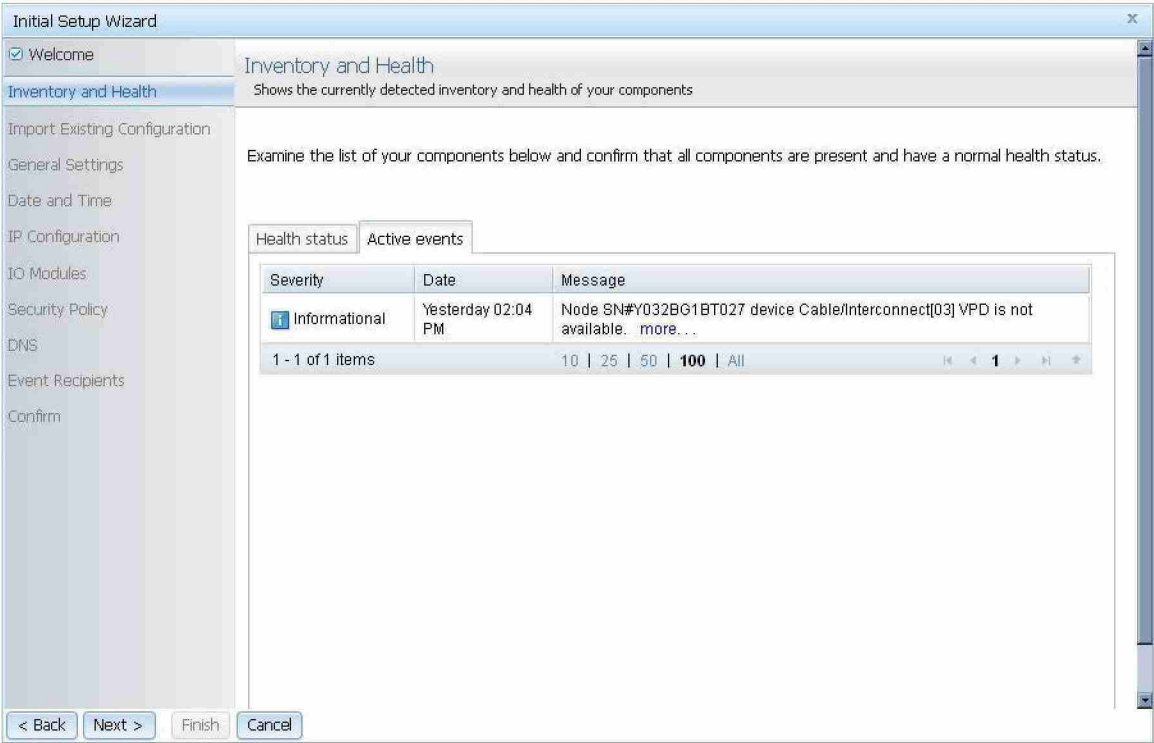 Initial Setup Wizard
x
Welcome
Inventory and Health
Import Existing Configuration
General Settings
Date and Time
IP Configuration
IO Modules
Security Policy
DNS
Event Recipients
Confirm
Inventory and Health
Shows the currently detected inventory and health of your components
Examine the list of your components below and confirm that all components are present and have a normal health status.
Health status Active events
Severity Date Message
Informational Yesterday 02:04 PM Node SN#Y032BG1BT027 device Cable/Interconnect[03] VPD is not available. more...
1 - 1 of 1 items 10 | 25 | 50 | 100 | All 1
< Back Next > Finish Cancel